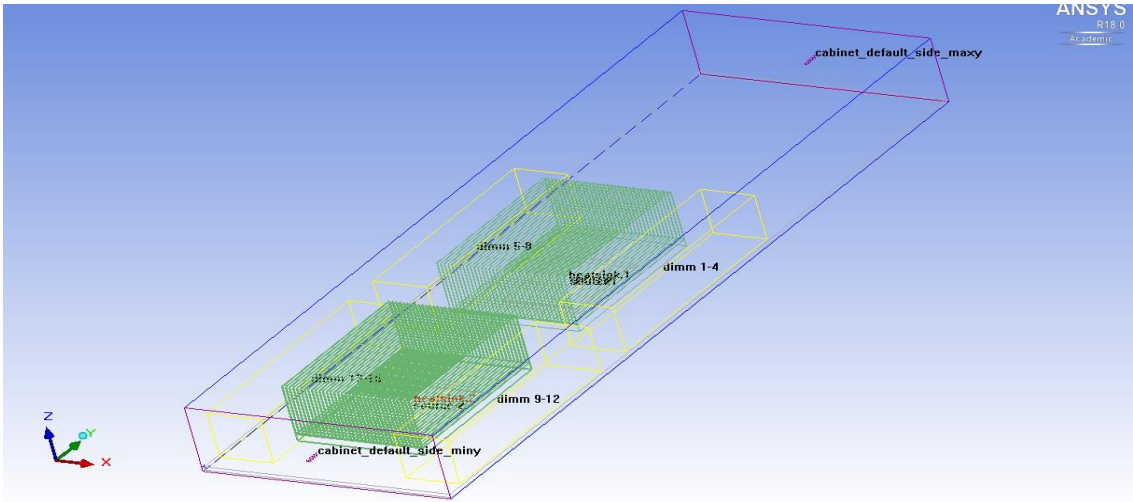 ANSYS
R18.0
Academic
cabinet_default_side_maxy
dimm 5-8
heatsink.1
dimm 1-4
dimm 13-16
dimm 9-12
cabinet_default_side_miny
Z
Y
X